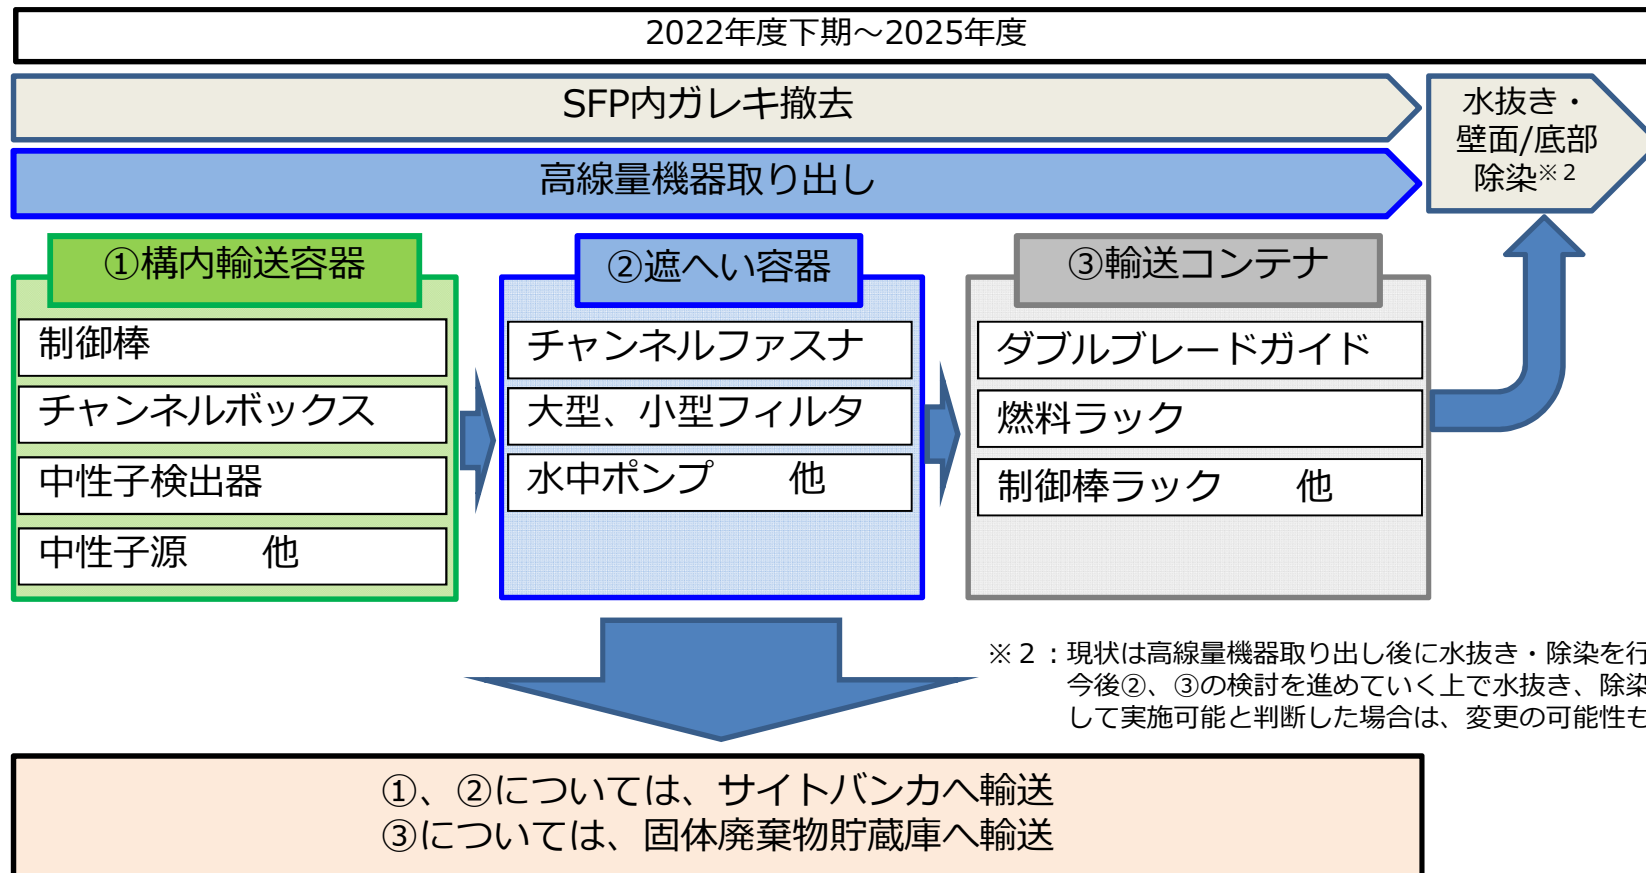 2022年度下期～2025年度
SFP内ガレキ撤去
高線量機器取り出し
水抜き・
壁面/底部
除染※２
①構内輸送容器
制御棒
チャンネルボックス
中性子検出器
中性子源　　他
②遮へい容器
チャンネルファスナ
大型、小型フィルタ
水中ポンプ　　他
③輸送コンテナ
ダブルブレードガイド
燃料ラック
制御棒ラック　　他
※２：現状は高線量機器取り出し後に水抜き・除染を行
今後②、③の検討を進めていく上で水抜き、除染
して実施可能と判断した場合は、変更の可能性も
①、②については、サイトバンカへ輸送
③については、固体廃棄物貯蔵庫へ輸送